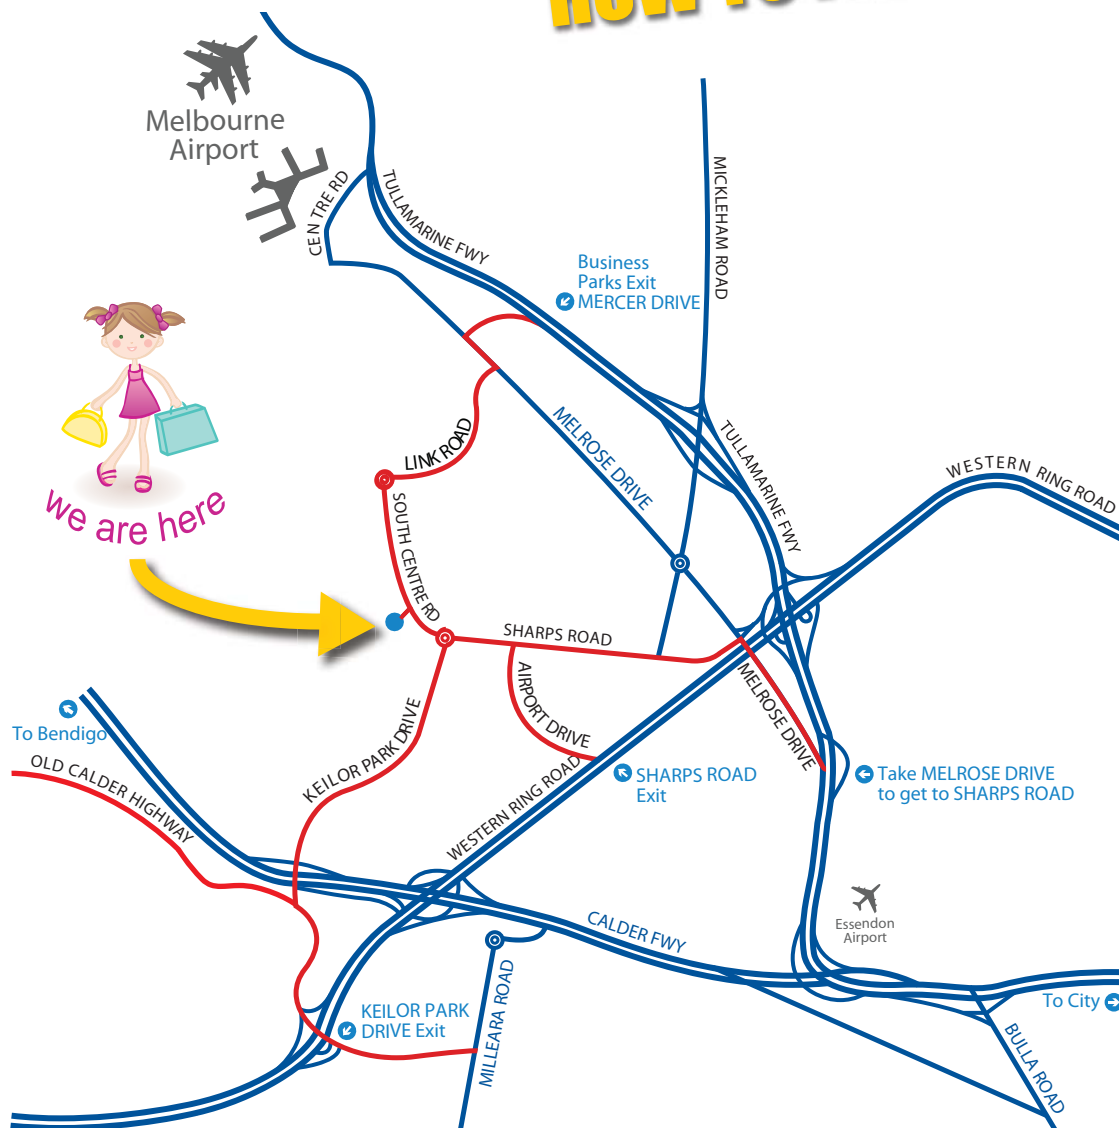 HOW TO
Melbourne
Airport
CENTRE RD
TULLAMARINE FWY
MICKLEHAM ROAD
Business
Parks Exit
MERCER DRIVE
MELROSE DRIVE
TULLAMARINE FWY
WESTERN RING ROAD
LINK ROAD
SOUTH CENTRE RD
we are here
SHARPS ROAD
AIRPORT DRIVE
MELROSE DRIVE
KEILOR PARK DRIVE
To Bendigo
OLD CALDER HIGHWAY
WESTERN RING ROAD
SHARPS ROAD
Exit
Take MELROSE DRIVE
to get to SHARPS ROAD
Essendon
Airport
CALDER FWY
To City
MILLEARA ROAD
KEILOR PARK
DRIVE Exit
BULLA ROAD